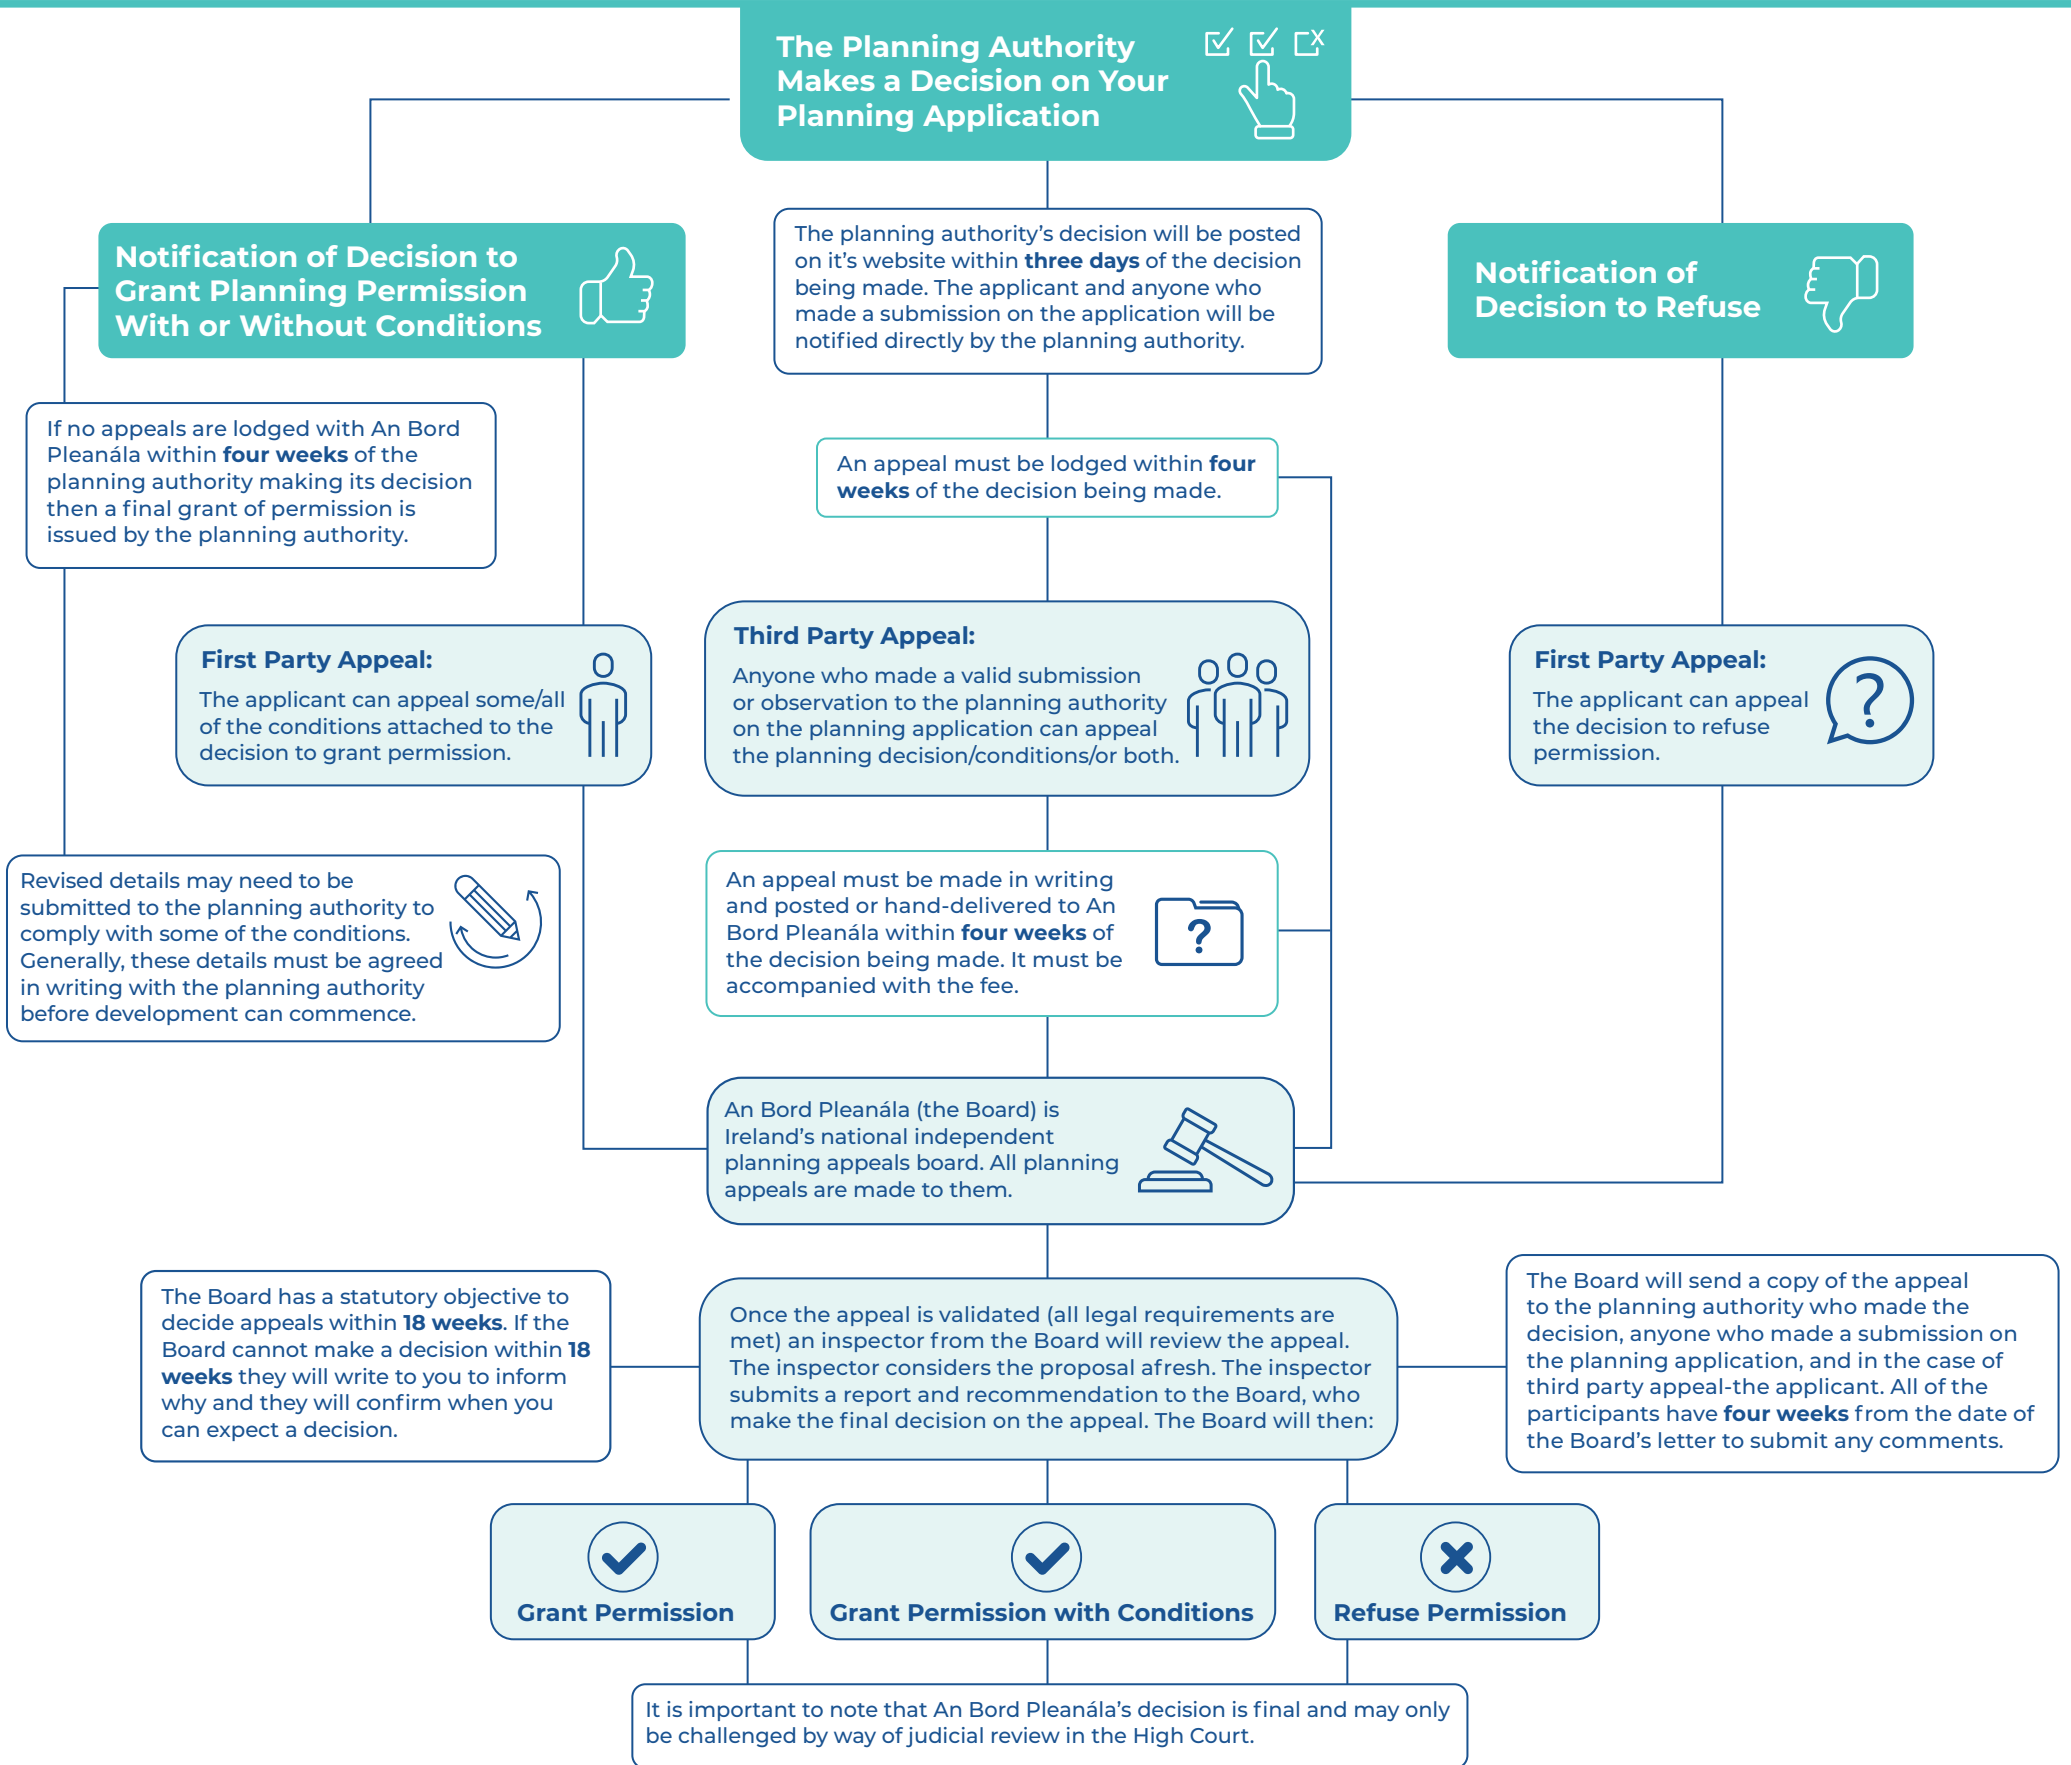 The Planning Authority
Makes a Decision on Your
Planning Application
Notification of Decision to
Grant Planning Permission
With or Without Conditions
The planning authority's decision will be posted
on it's website within three days of the decision
being made. The applicant and anyone who
made a submission on the application will be
notified directly by the planning authority.
Notification of
Decision to Refuse
If no appeals are lodged with An Bord
Pleanála within four weeks of the
planning authority making its decision
then a final grant of permission is
issued by the planning authority.
An appeal must be lodged within four
weeks of the decision being made.
First Party Appeal:
The applicant can appeal some/all
of the conditions attached to the
decision to grant permission.
Third Party Appeal:
Anyone who made a valid submission
or observation to the planning authority
on the planning application can appeal
the planning decision/conditions/or both.
First Party Appeal:
The applicant can appeal
the decision to refuse
permission.
?
Revised details may need to be
submitted to the planning authority to
comply with some of the conditions.
Generally, these details must be agreed
in writing with the planning authority
before development can commence.
An appeal must be made in writing
and posted or hand-delivered to An
Bord Pleanála within four weeks of
the decision being made. It must be
accompanied with the fee.
?
An Bord Pleanála (the Board) is
Ireland's national independent
planning appeals board. All planning
appeals are made to them.
The Board has a statutory objective to
decide appeals within 18 weeks. If the
Board cannot make a decision within 18
weeks they will write to you to inform
why and they will confirm when you
can expect a decision.
Once the appeal is validated (all legal requirements are
met) an inspector from the Board will review the appeal.
The inspector considers the proposal afresh. The inspector
submits a report and recommendation to the Board, who
make the final decision on the appeal. The Board will then:
The Board will send a copy of the appeal
to the planning authority who made the
decision, anyone who made a submission on
the planning application, and in the case of
third party appeal-the applicant. All of the
participants have four weeks from the date of
the Board's letter to submit any comments.
Grant Permission
Grant Permission with Conditions
Refuse Permission
It is important to note that An Bord Pleanála's decision is final and may only
be challenged by way of judicial review in the High Court.